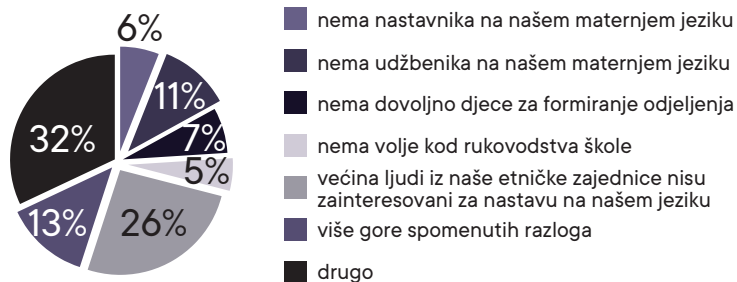 6%
11%
7%
5%
26%
13%
32%
nema nastavnika na našem maternjem jeziku
nema udžbenika na našem maternjem jeziku
nema dovoljno djece za formiranje odjeljenja
nema volje kod rukovodstva škole
većina ljudi iz naše etničke zajednice nisu
zainteresovani za nastavu na našem jeziku
više gore spomenutih razloga
drugo